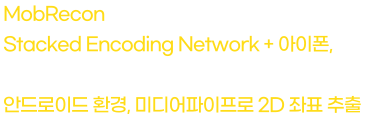 MobRecon
Stacked Encoding Network + 아이폰,
안드로이드 환경, 미디어파이프로 2D 좌표 추출